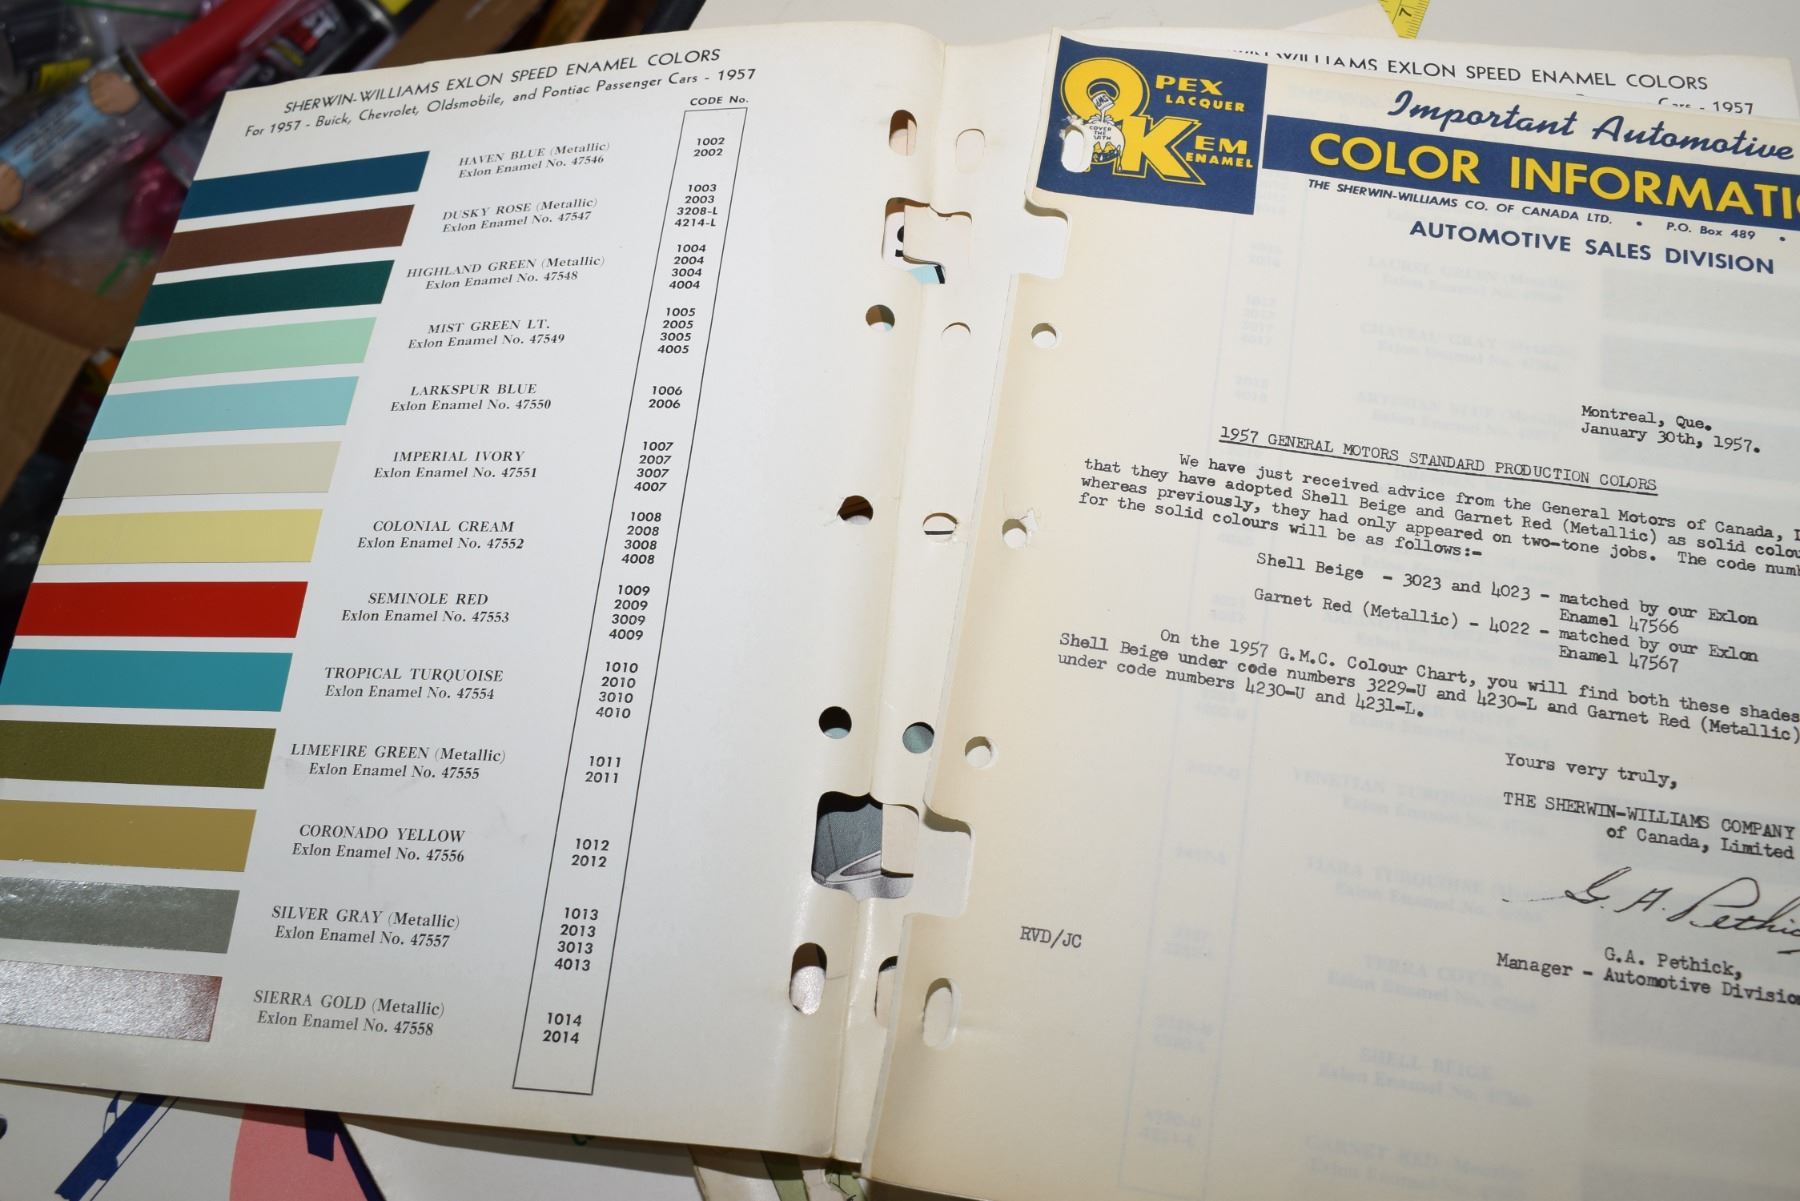 SHERWIN-WILLIAMS EXLON SPEED ENAMEL COLORS
For 1957 - Buick, Chevrolet, Oldsmobile, and Pontiac Passenger Cars - 1957
CODE No.
HAVEN BLUE (Metallic)
Exlon Enamel No. 47546
1002
2002
DUSKY ROSE (Metallic)
Exlon Enamel No. 47547
1003
2003
3208-L
4214-L
HIGHLAND GREEN (Metallic)
Exlon Enamel No. 47548
1004
2004
3004
4004
MIST GREEN LT.
Exlon Enamel No. 47549
1005
2005
3005
4005
LARKSPUR BLUE
Exlon Enamel No. 47550
1006
2006
IMPERIAL IVORY
Exlon Enamel No. 47551
1007
2007
3007
4007
COLONIAL CREAM
Exlon Enamel No. 47552
1008
2008
3008
4008
SEMINOLE RED
Exlon Enamel No. 47553
1009
2009
3009
4009
TROPICAL TURQUOISE
Exlon Enamel No. 47554
1010
2010
3010
4010
LIMEFIRE GREEN (Metallic)
Exlon Enamel No. 47555
1011
2011
CORONADO YELLOW
Exlon Enamel No. 47556
1012
2012
SILVER GRAY (Metallic)
Exlon Enamel No. 47557
1013
2013
3013
4013
SIERRA GOLD (Metallic)
Exlon Enamel No. 47558
1014
2014
7
EXLON SPEED ENAMEL COLORS
Cars - 1957
OPEX
LACQUER
KEM
ENAMEL
COVER
THE
Important Automotive
COLOR INFORMATI
THE SHERWIN-WILLIAMS CO. OF CANADA LTD. • P.O. Box 489 •
AUTOMOTIVE SALES DIVISION
Montreal, Que.
January 30th, 1957.
1957 GENERAL MOTORS STANDARD PRODUCTION COLORS
We have just received advice from the General Motors of Canada,
that they have adopted Shell Beige and Garnet Red (Metallic) as solid colou
whereas previously, they had only appeared on two-tone jobs. The code numb
for the solid colours will be as follows:-
Shell Beige - 3023 and 4023 - matched by our Exlon
Enamel 47566
Garnet Red (Metallic) - 4022 - matched by our Exlon
Enamel 47567
On the 1957 G.M.C. Colour Chart, you will find both these shades
Shell Beige under code numbers 3229-U and 4230-L and Garnet Red (Metallic)
under code numbers 4230-U and 4231-L.
Yours very truly,
THE SHERWIN-WILLIAMS COMPANY
of Canada, Limited
G. A. Pethic
RVD/JC
G.A. Pethick,
Manager - Automotive Division